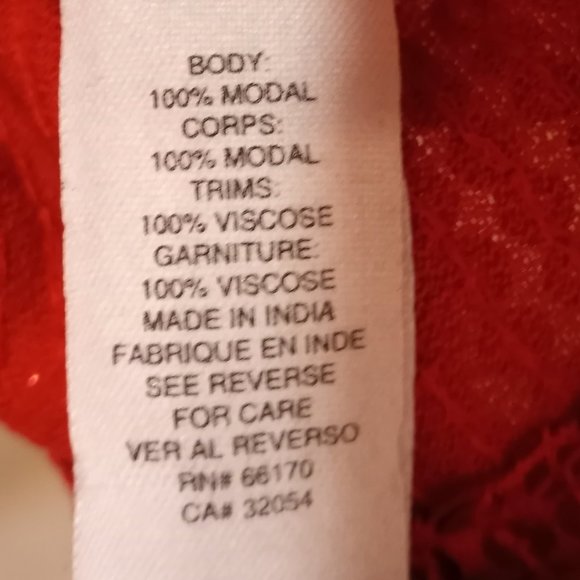 BODY:
100% MODAL
CORPS:
100% MODAL
TRIMS:
100% VISCOSE
GARNITURE:
100% VISCOSE
MADE IN INDIA
FABRIQUE EN INDE
SEE REVERSE
FOR CARE
VER AL REVERSO
RN# 66170
CA# 32054